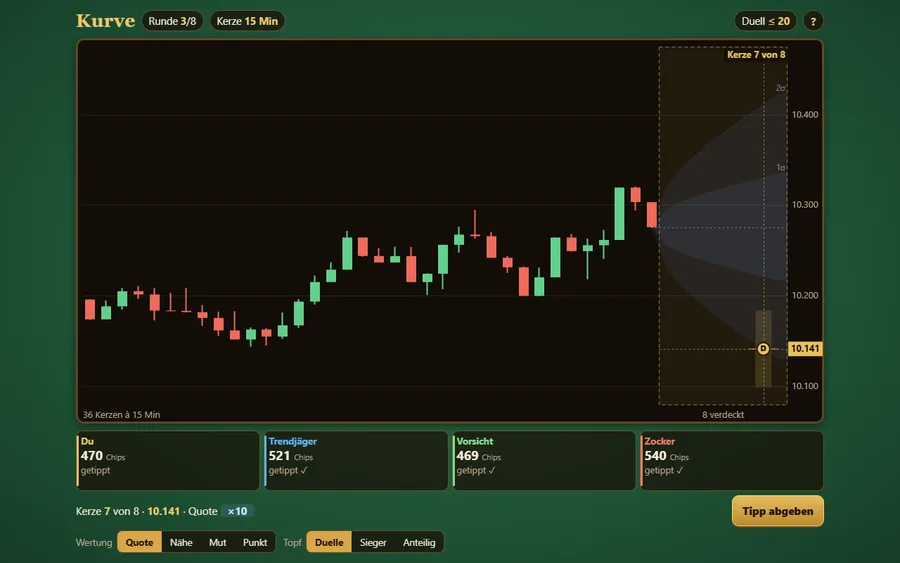 Kurve Runde 3/8 Kerze 15 Min Duell ≤ 20 ?
Kerze 7 von 8
2σ
10.400
1σ
10.300
10.200
D 10.141
10.100
36 Kerzen à 15 Min 8 verdeckt
Du
470 Chips
getippt
Trendjäger
521 Chips
getippt ✓
Vorsicht
469 Chips
getippt ✓
Zocker
540 Chips
getippt ✓
Kerze 7 von 8 · 10.141 · Quote ×10
Tipp abgeben
Wertung Quote Nähe Mut Punkt Topf Duelle Sieger Anteilig